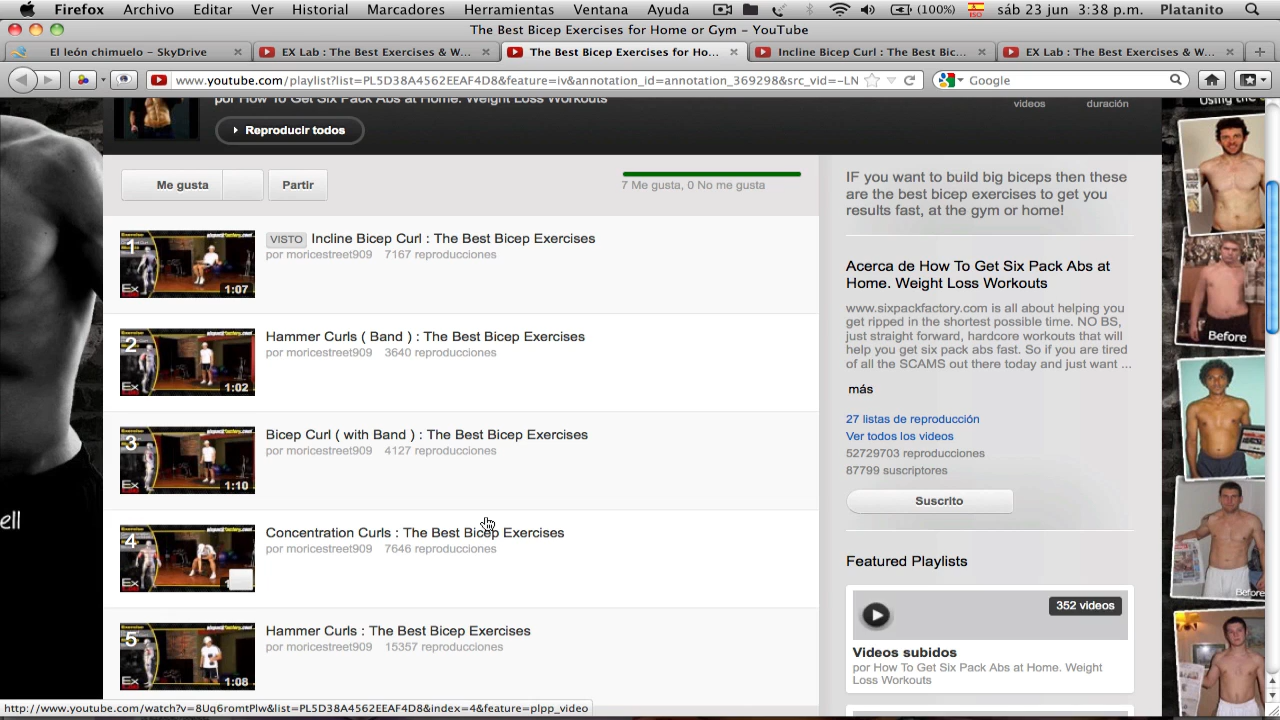 Firefox Archivo Editar Ver Historial Marcadores Herramientas Ventana Ayuda (100%) ISO sáb 23 jun 3:38 p.m. Platanito
The Best Bicep Exercises for Home or Gym – YouTube
El león chimuelo – SkyDrive EX Lab : The Best Exercises & W... The Best Bicep Exercises for Ho... Incline Bicep Curl : The Best Bic... EX Lab : The Best Exercises & W...
www.youtube.com/playlist?list=PL5D38A4562EEAF4D8&feature=iv&annotation_id=annotation_369298&src_vid=-LN Google
por How To Get Six Pack Abs at Home. Weight Loss Workouts
videos duración
Using the
Reproducir todos
Me gusta Partir
7 Me gusta, 0 No me gusta
1 VISTO Incline Bicep Curl : The Best Bicep Exercises
por moricestreet909 7167 reproducciones
1:07
2 Hammer Curls ( Band ) : The Best Bicep Exercises
por moricestreet909 3640 reproducciones
Ex 1:02
3 Bicep Curl ( with Band ) : The Best Bicep Exercises
por moricestreet909 4127 reproducciones
Ex 1:10
4 Concentration Curls : The Best Bicep Exercises
por moricestreet909 7646 reproducciones
Ex
5 Hammer Curls : The Best Bicep Exercises
por moricestreet909 15357 reproducciones
Ex 1:08
ell
IF you want to build big biceps then these
are the best bicep exercises to get you
results fast, at the gym or home!
Acerca de How To Get Six Pack Abs at
Home. Weight Loss Workouts
www.sixpackfactory.com is all about helping you
get ripped in the shortest possible time. NO BS,
just straight forward, hardcore workouts that will
help you get six pack abs fast. So if you are tired
of all the SCAMS out there today and just want ...
más
27 listas de reproducción
Ver todos los videos
52729703 reproducciones
87799 suscriptores
Suscrito
Featured Playlists
352 videos
Videos subidos
por How To Get Six Pack Abs at Home. Weight
Loss Workouts
Before
Before
http://www.youtube.com/watch?v=8Uq6romtPlw&list=PL5D38A4562EEAF4D8&index=4&feature=plpp_video